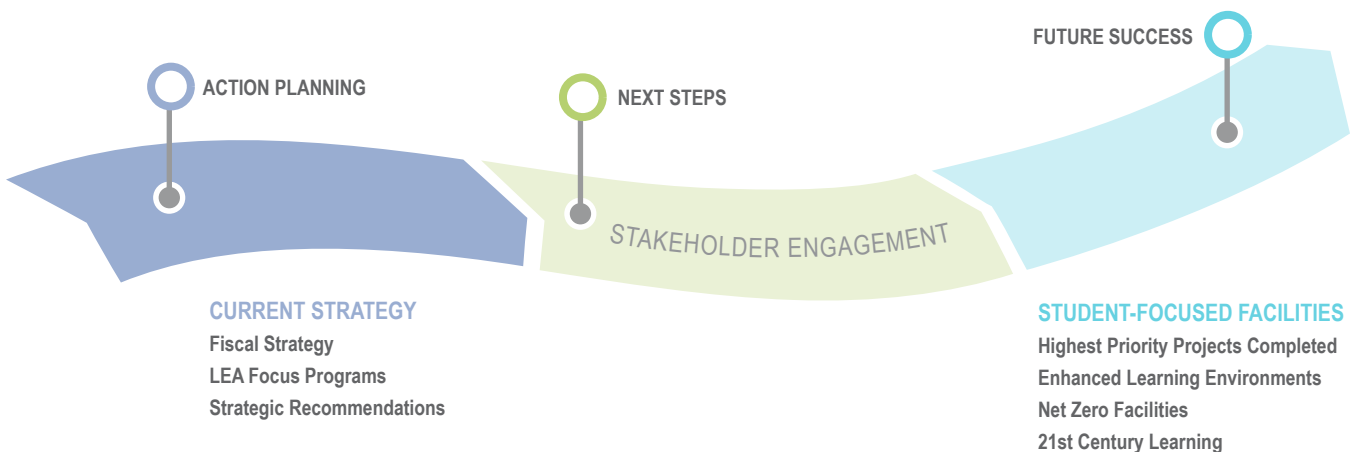 FUTURE SUCCESS
ACTION PLANNING
NEXT STEPS
STAKEHOLDER ENGAGEMENT
CURRENT STRATEGY
Fiscal Strategy
LEA Focus Programs
Strategic Recommendations
STUDENT-FOCUSED FACILITIES
Highest Priority Projects Completed
Enhanced Learning Environments
Net Zero Facilities
21st Century Learning